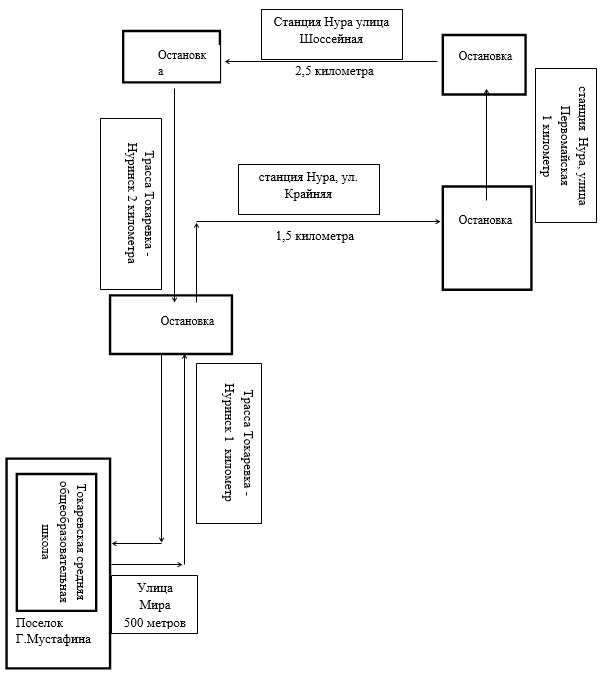 Станция Нура улица
Шоссейная
Остановк
а
2,5 километра
Остановка
станция Нура, улица
Первомайская
1 километр
Трасса Токаревка -
Нуринск 2 километра
станция Нура, ул.
Крайняя
1,5 километра
Остановка
Остановка
Трасса Токаревка -
Нуринск 1 километр
Токаревская средняя
общеобразовательная
школа
Поселок
Г.Мустафина
Улица
Мира
500 метров